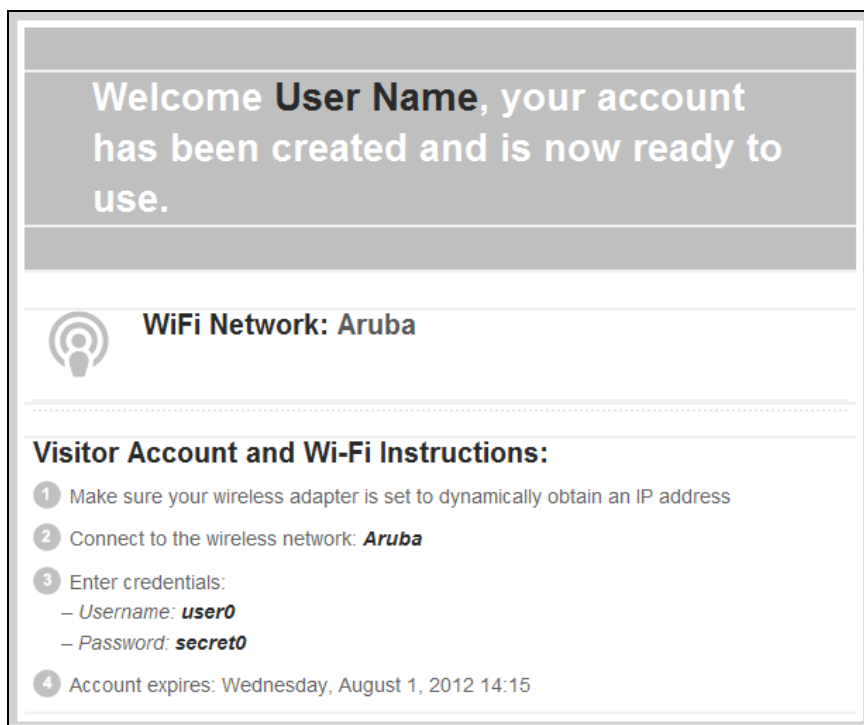 Welcome User Name, your account
has been created and is now ready to
use.
WiFi Network: Aruba
Visitor Account and Wi-Fi Instructions:
1 Make sure your wireless adapter is set to dynamically obtain an IP address
2 Connect to the wireless network: Aruba
3 Enter credentials:
– Username: user0
– Password: secret0
4 Account expires: Wednesday, August 1, 2012 14:15